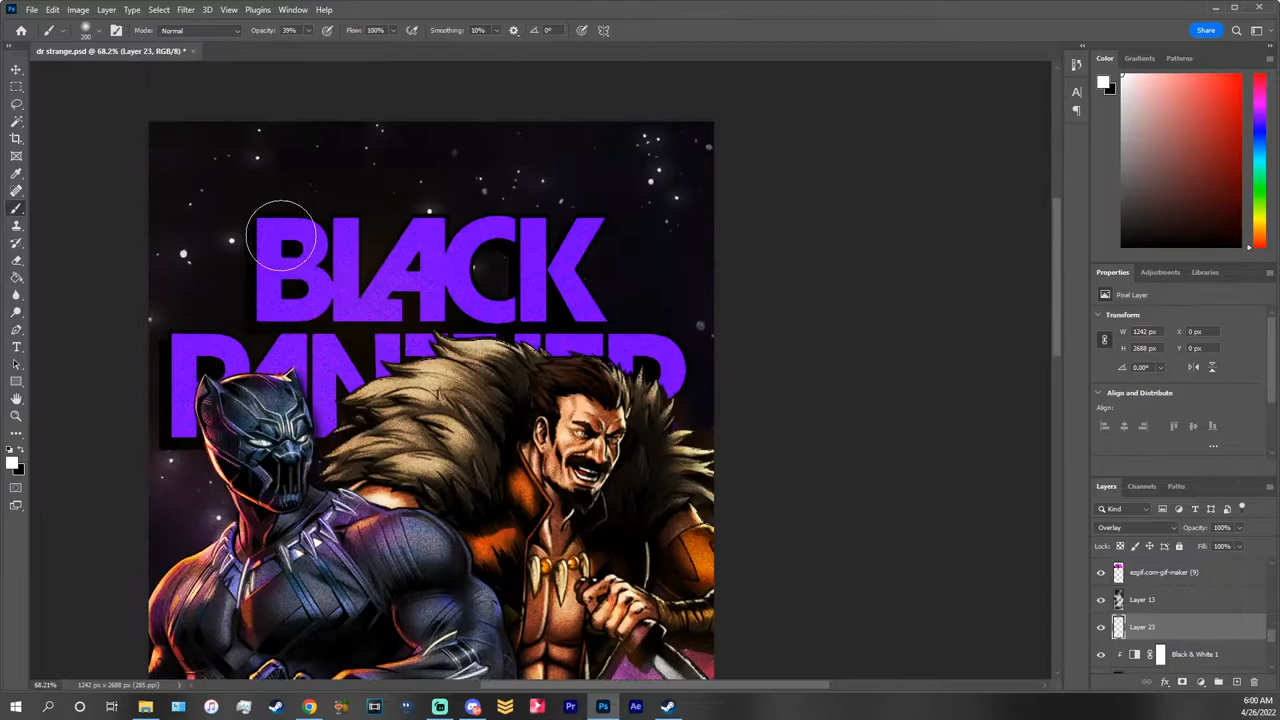 File Edit Image Layer Type Select Filter 3D View Plugins Window Help
200 Mode: Normal Opacity: 39% Flow: 100% Smoothing: 10% 0° Share
dr strange.psd @ 68.2% (Layer 23, RGB/8) *
Color Gradients Patterns
BLACK
PANTHER
Properties Adjustments Libraries
Pixel Layer
Transform
W 1242 px X 0 px
H 2688 px Y 0 px
0.00°
Align and Distribute
Align:
Layers Channels Paths
Kind
Overlay Opacity: 100%
Lock: Fill: 100%
ezgif.com-gif-maker (9)
Layer 13
Layer 23
Black & White 1
68.21% 1242 px x 2688 px (285 ppi)
6:00 AM
4/26/2022